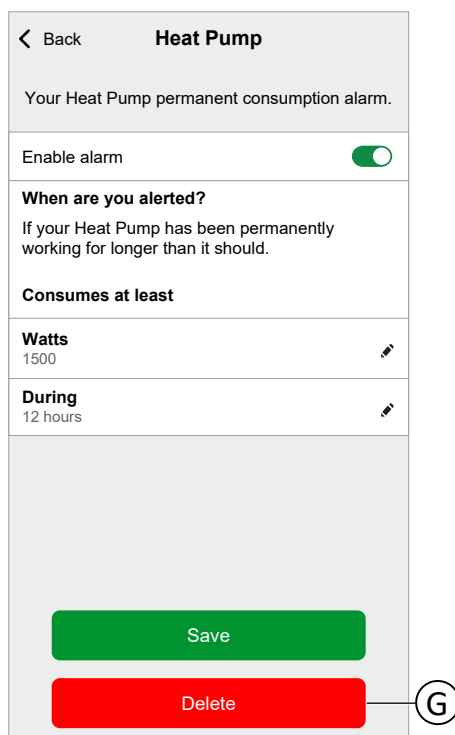 Back Heat Pump
Your Heat Pump permanent consumption alarm.
Enable alarm
When are you alerted?
If your Heat Pump has been permanently
working for longer than it should.
Consumes at least
Watts
1500
During
12 hours
Save
Delete
G